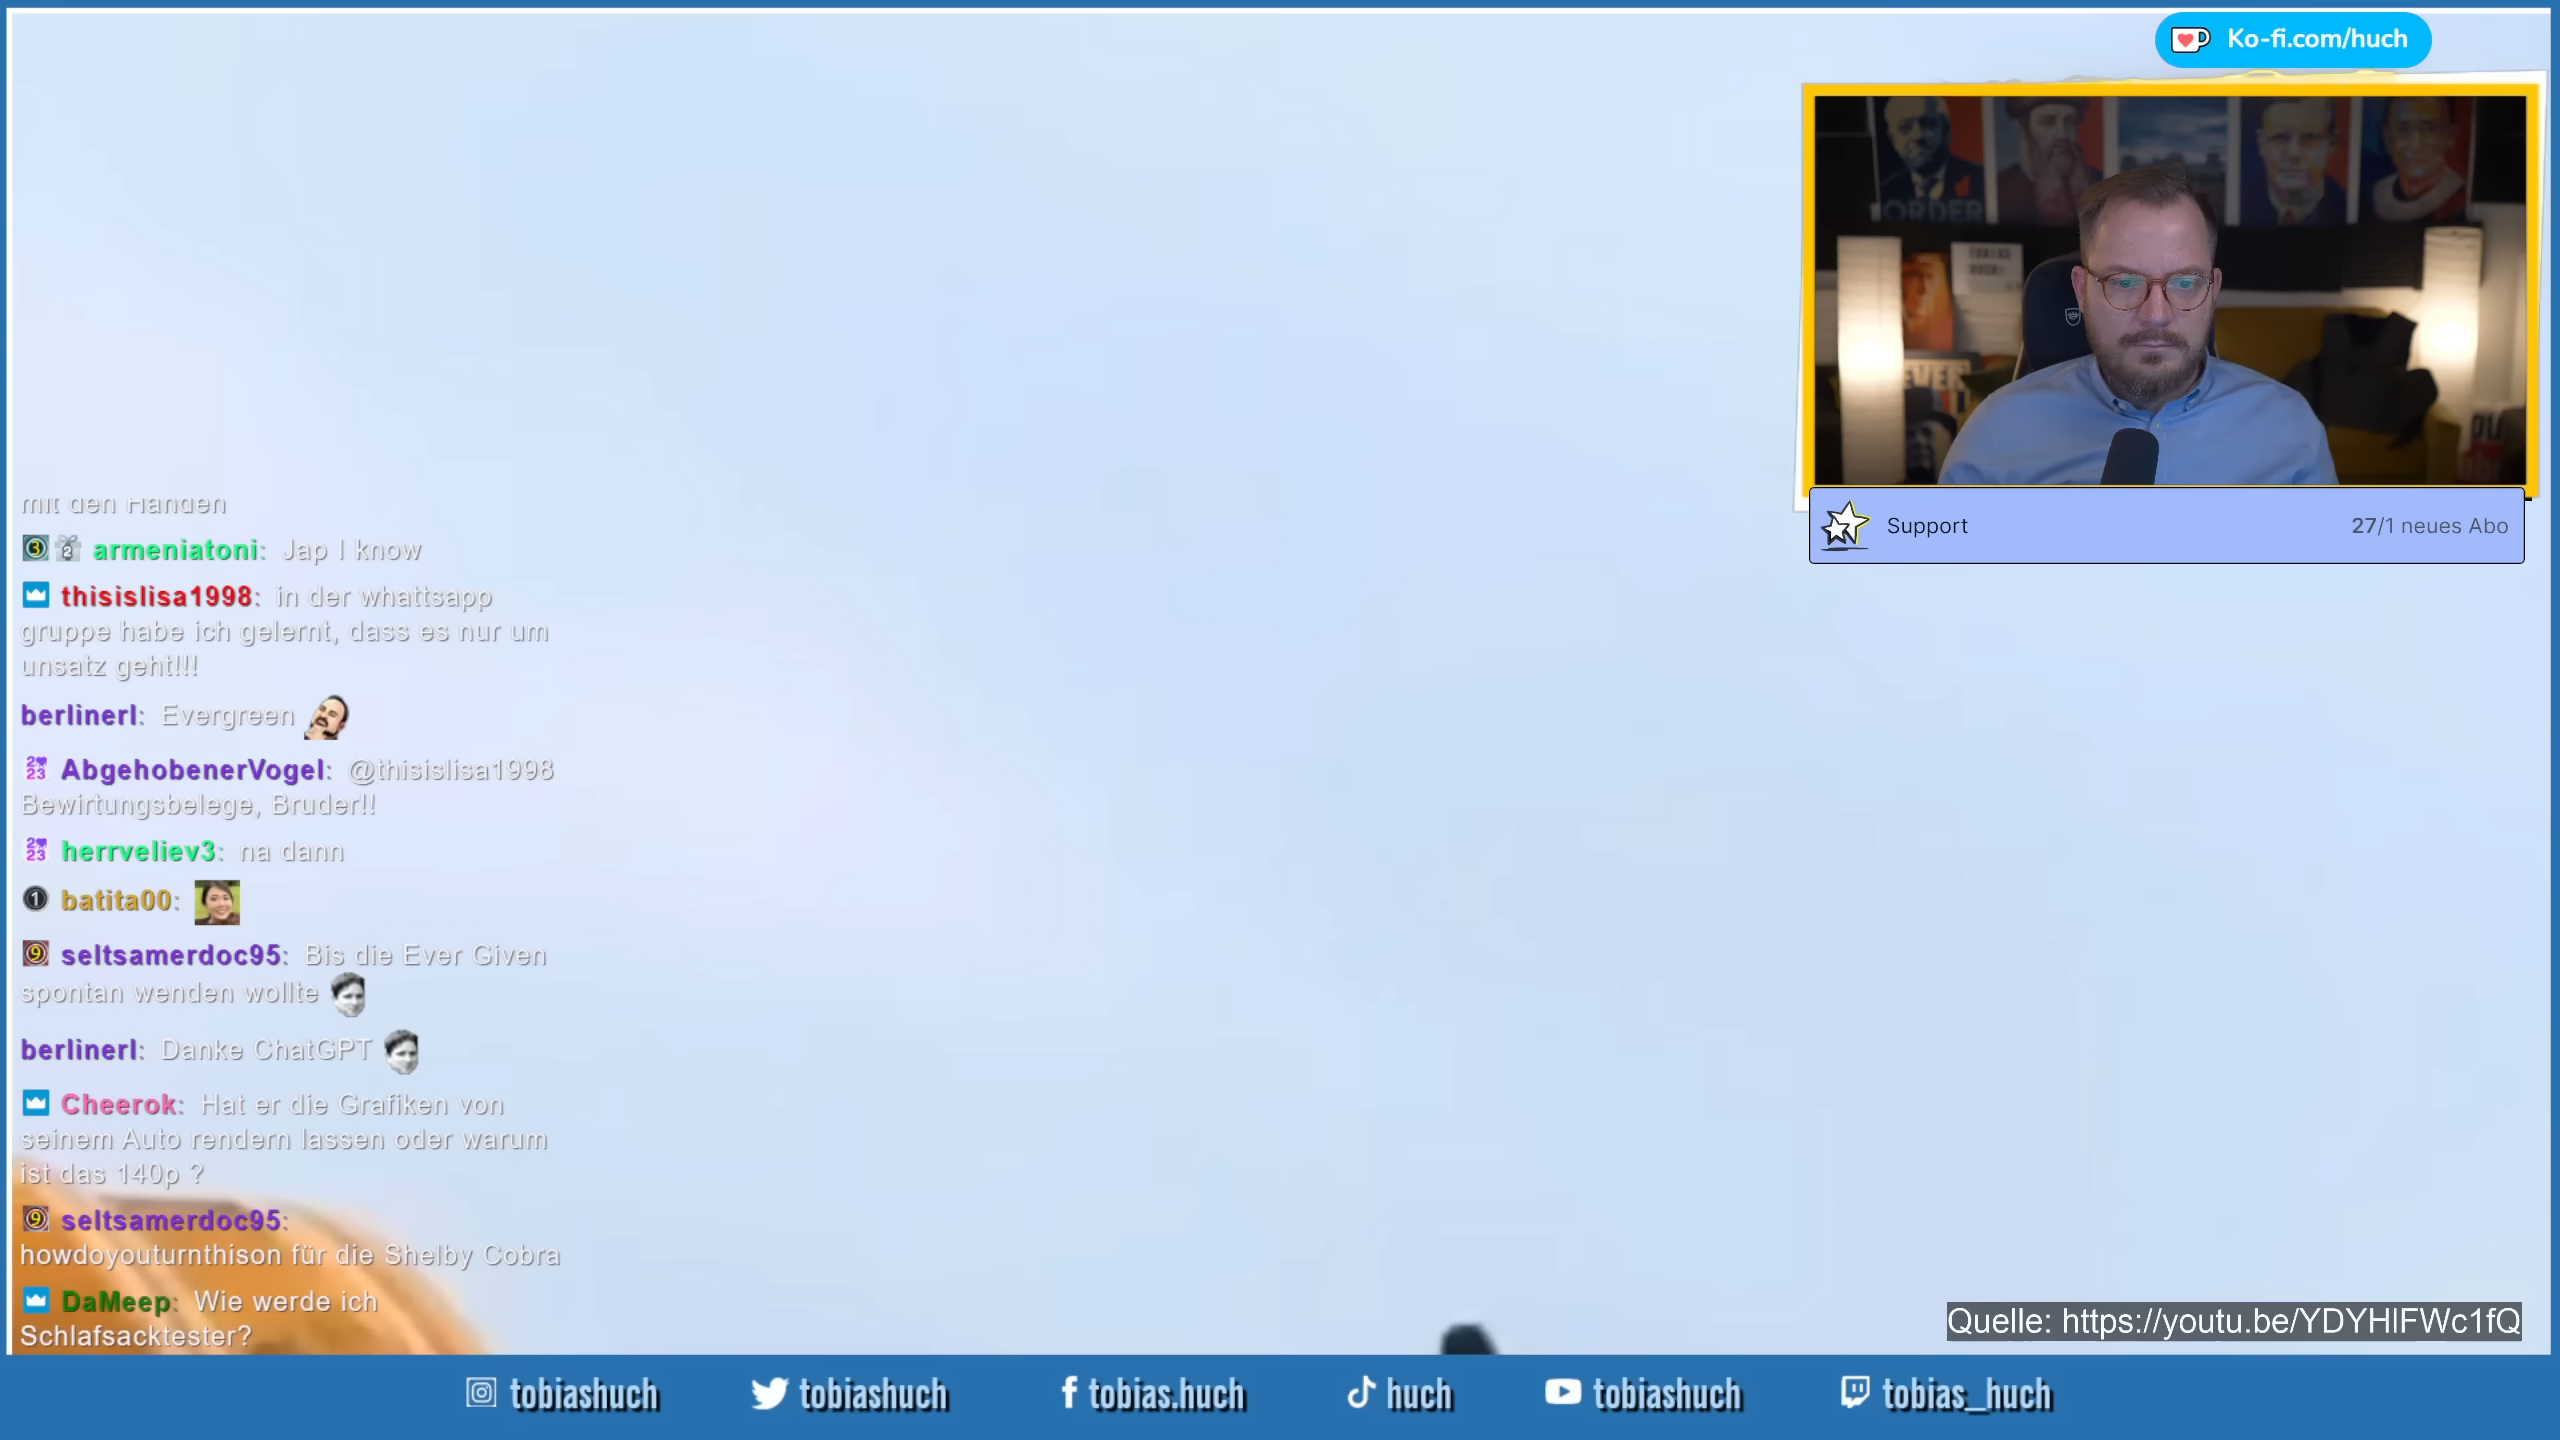 Ko-fi.com/huch
ORDER
Support 27/1 neues Abo
mit den Händen
armeniatoni: Jap I know
thisislisa1998: in der whattsapp
gruppe habe ich gelernt, dass es nur um
unsatz geht!!!
berlinerl: Evergreen
AbgehobenerVogel: @thisislisa1998
Bewirtungsbelege, Bruder!!
herrveliev3: na dann
batita00:
seltsamerdoc95: Bis die Ever Given
spontan wenden wollte
berlinerl: Danke ChatGPT
Cheerok: Hat er die Grafiken von
seinem Auto rendern lassen oder warum
ist das 140p ?
seltsamerdoc95:
howdoyouturnthison für die Shelby Cobra
DaMeep: Wie werde ich
Schlafsacktester?
Quelle: https://youtu.be/YDYHlFWc1fQ
tobiashuch tobiashuch tobias.huch huch tobiashuch tobias_huch